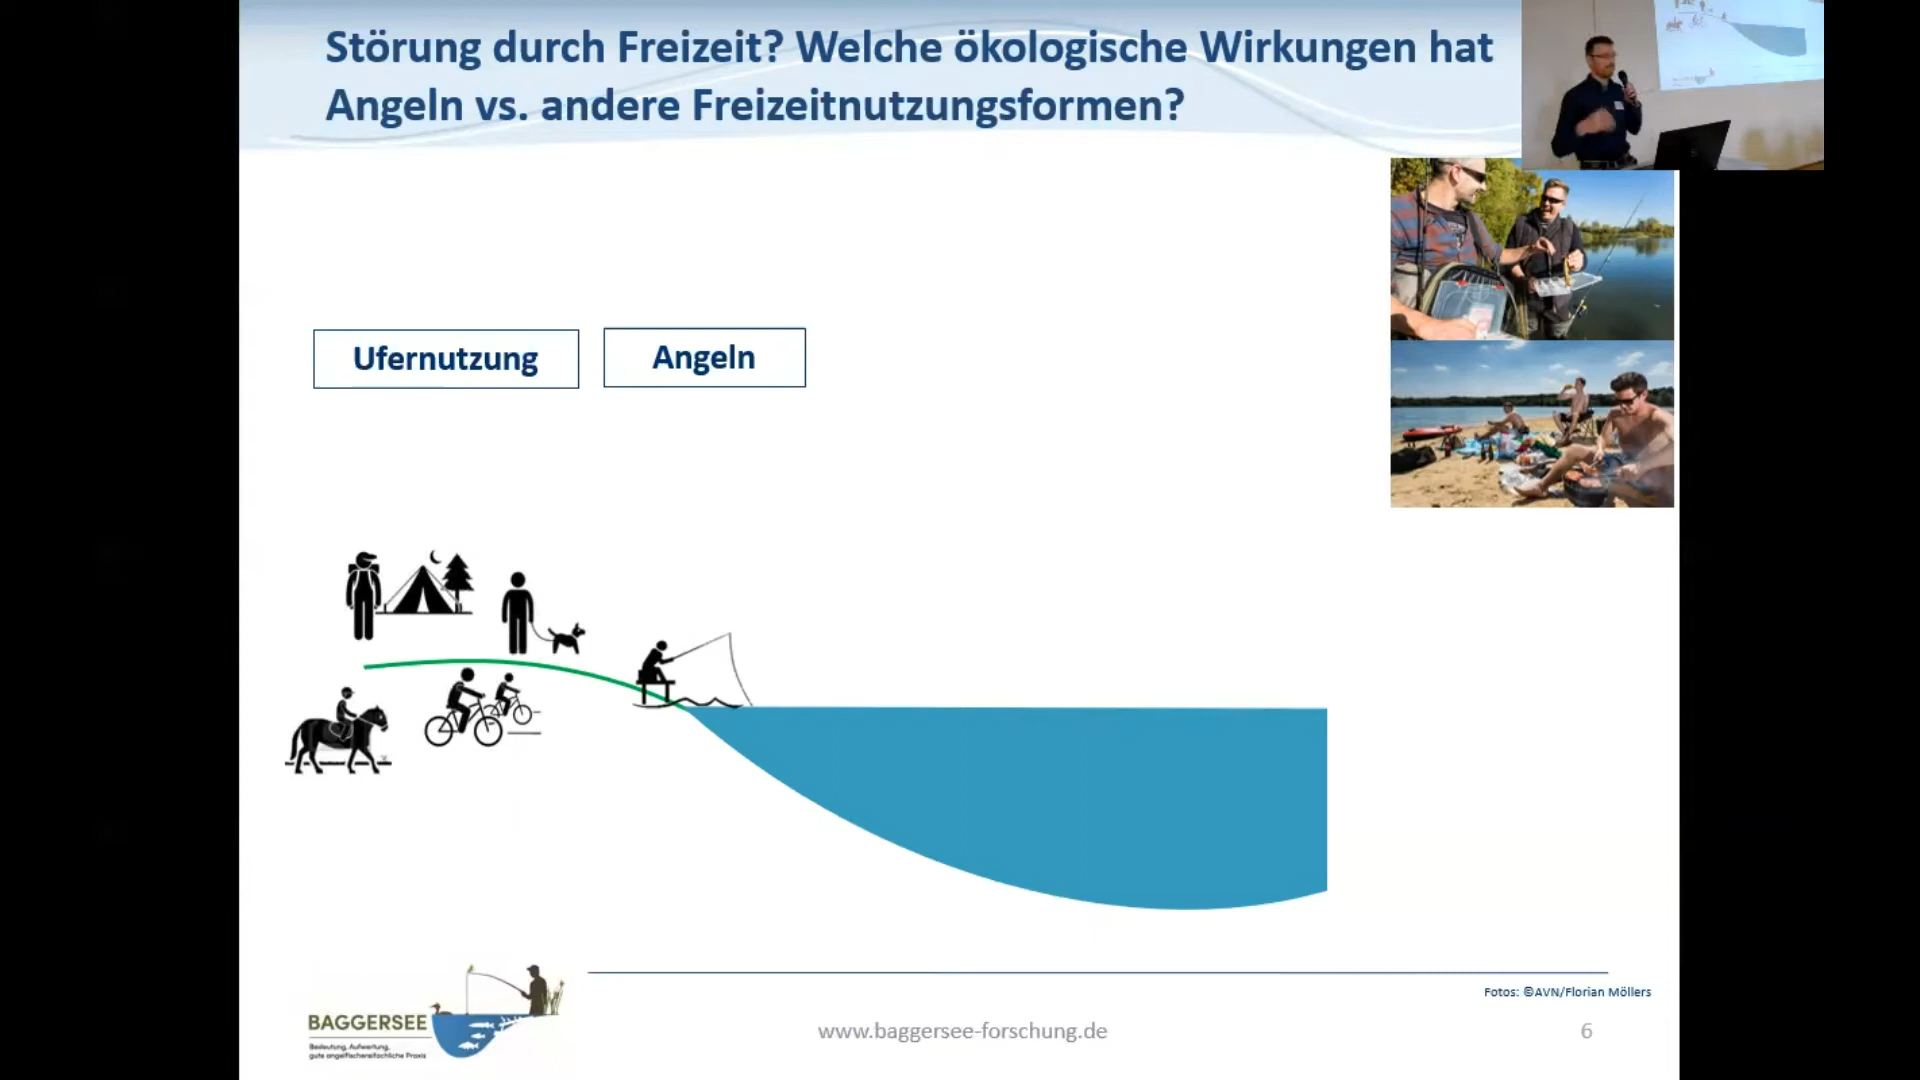 Störung durch Freizeit? Welche ökologische Wirkungen hat
Angeln vs. andere Freizeitnutzungsformen?
Ufernutzung
Angeln
Fotos: ©AVN/Florian Möllers
BAGGERSEE
Bedeutung, Aufwertung,
gute angelfischereifachliche Praxis
www.baggersee-forschung.de
6